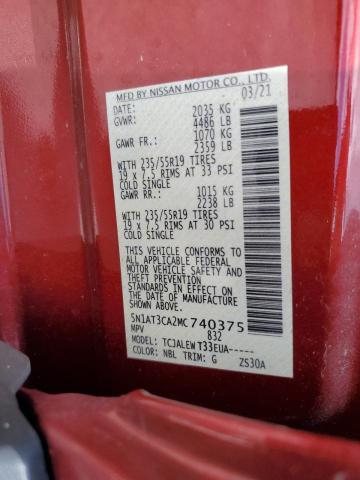 MFD BY NISSAN MOTOR CO., LTD.
DATE: 03/21
GVWR: 2035 KG
4486 LB
GAWR FR.: 1070 KG
2359 LB
WITH 235/55R19 TIRES
19 x 7.5 RIMS AT 33 PSI
COLD SINGLE
GAWR RR.: 1015 KG
2238 LB
WITH 235/55R19 TIRES
19 x 7.5 RIMS AT 30 PSI
COLD SINGLE
THIS VEHICLE CONFORMS TO
ALL APPLICABLE FEDERAL
MOTOR VEHICLE SAFETY
STANDARDS IN EFFECT ON
THE DATE OF MANUFACTURE
SHOWN ABOVE.
5N1AT3CA2MC740375
MPV 832
MODEL: TCJALEWT33EUA-----
COLOR: NBL TRIM: G ZS30A